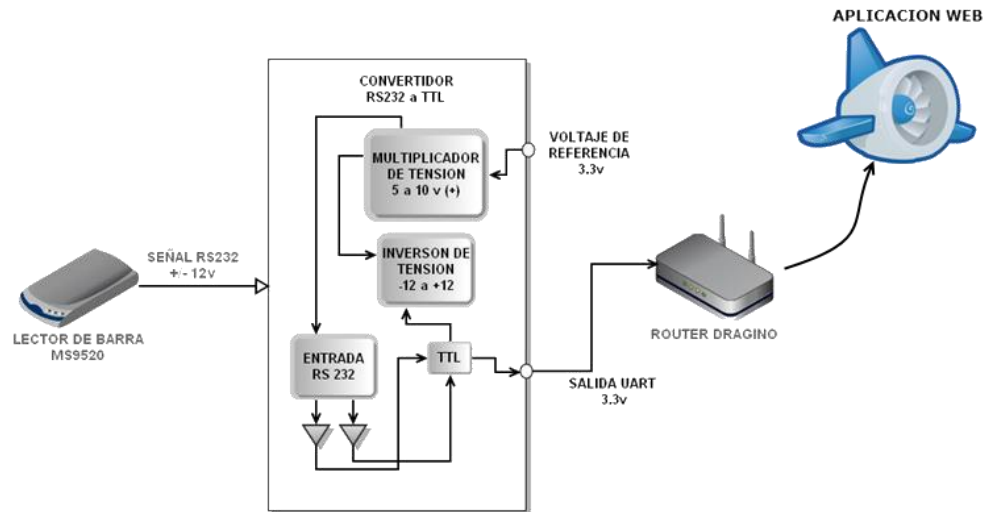 APLICACION WEB
CONVERTIDOR
RS232 a TTL
MULTIPLICADOR
DE TENSION
5 a 10 v (+)
VOLTAJE DE
REFERENCIA
3.3v
INVERSON DE
TENSION
-12 a +12
SEÑAL RS232
+/- 12v
LECTOR DE BARRA
MS9520
ENTRADA
RS 232
TTL
SALIDA UART
3.3v
ROUTER DRAGINO